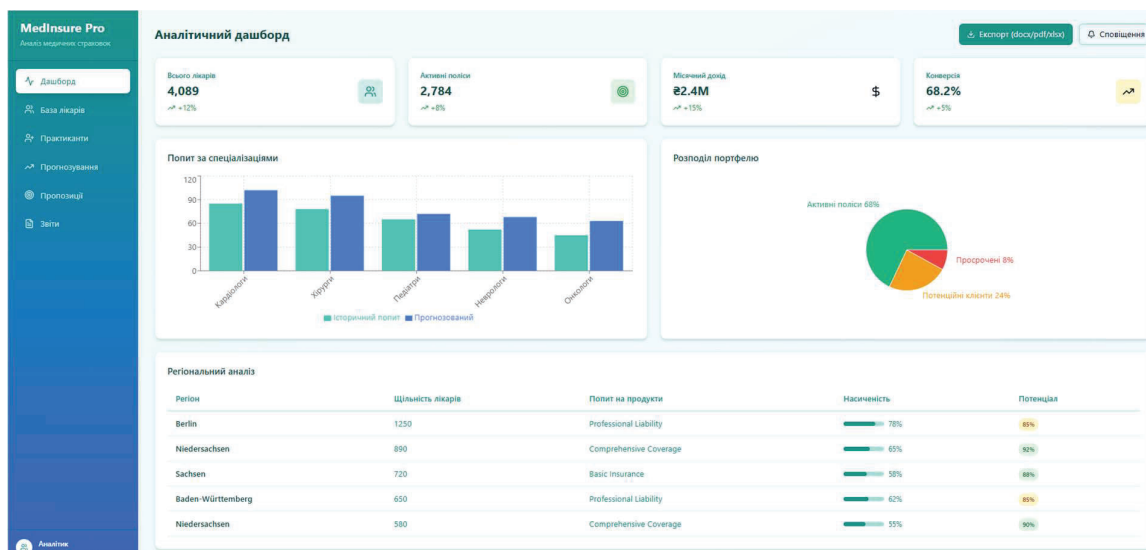 MedInsure Pro
Аналіз медичних страховок
Дашборд
База лікарів
Практиканти
Прогнозування
Пропозиції
Звіти
Аналітик
Аналітичний дашборд
Експорт (docx/pdf/xlsx)
Сповіщення
Всього лікарів
4,089
+12%
Активні поліси
2,784
+8%
Місячний дохід
₴2.4M
+15%
$
Конверсія
68.2%
+5%
Попит за спеціалізаціями
120
90
60
30
0
Кардіологи
Хірурги
Педіатри
Неврологи
Онкологи
Історичний попит
Прогнозований
Розподіл портфелю
Активні поліси 68%
Просрочені 8%
Потенційні клієнти 24%
Регіональний аналіз
Регіон Щільність лікарів Попит на продукти Насиченість Потенціал
Berlin 1250 Professional Liability 78% 85%
Niedersachsen 890 Comprehensive Coverage 65% 92%
Sachsen 720 Basic Insurance 58% 88%
Baden-Württemberg 650 Professional Liability 62% 85%
Niedersachsen 580 Comprehensive Coverage 55% 90%